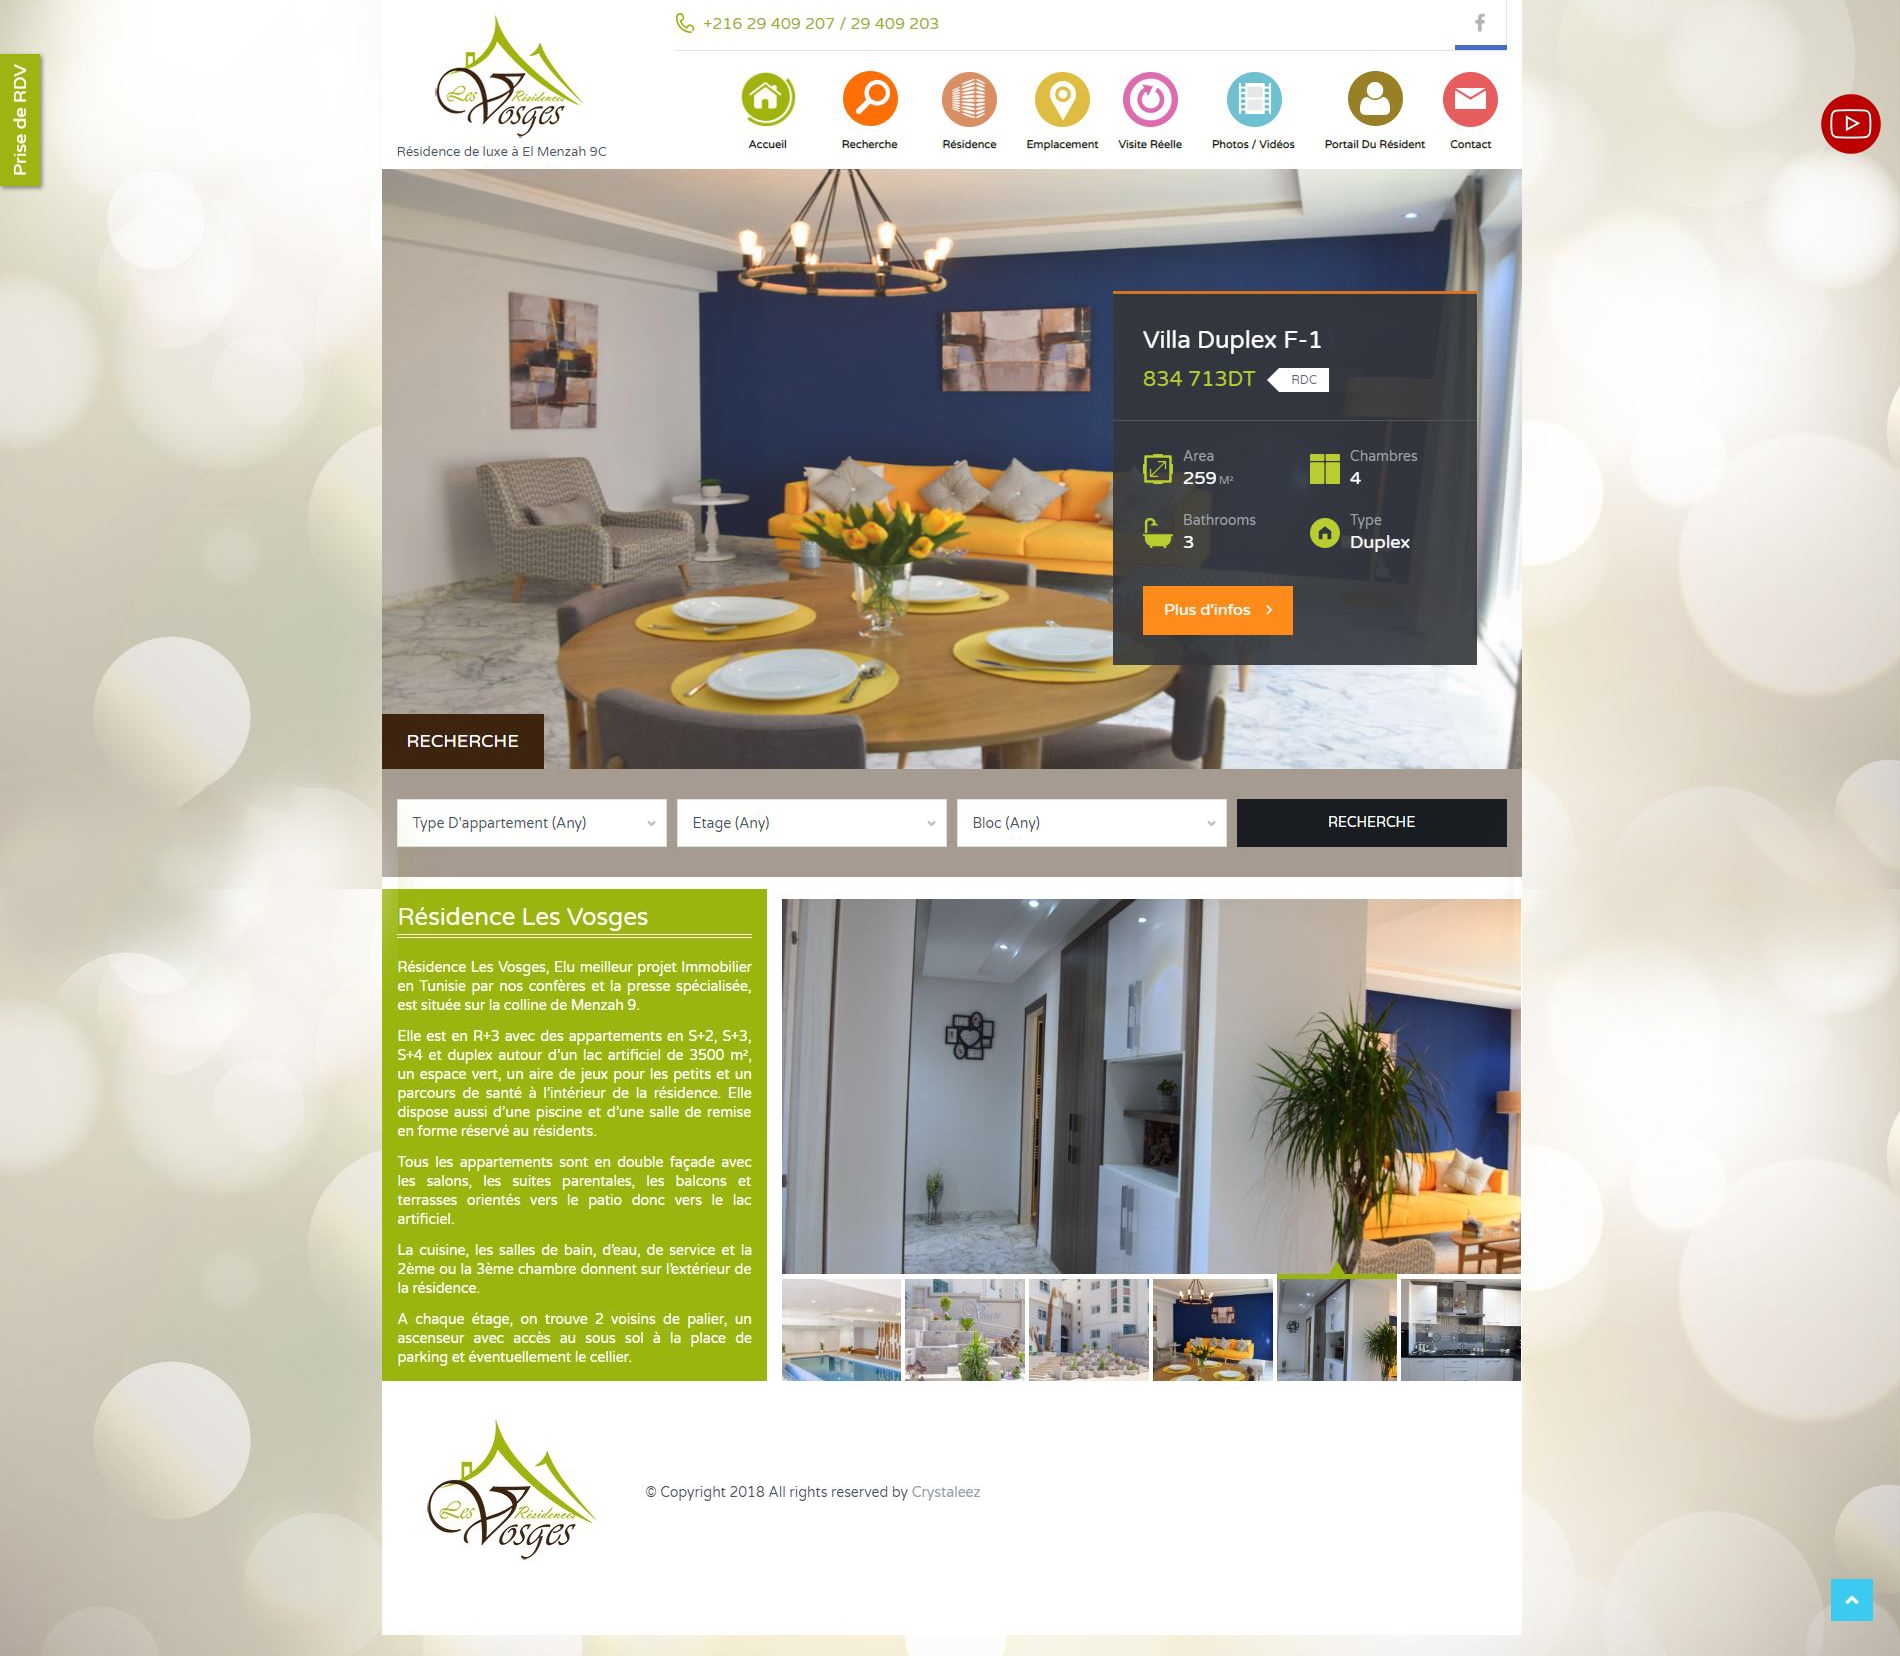 +216 29 409 207 / 29 409 203
Prise de RDV
Les Résidences
Vosges
Résidence de luxe à El Menzah 9C
Accueil
Recherche
Résidence
Emplacement
Visite Réelle
Photos / Vidéos
Portail Du Résident
Contact
Villa Duplex F-1
834 713DT RDC
Area
259 M²
Chambres
4
Bathrooms
3
Type
Duplex
Plus d'infos
RECHERCHE
Type D'appartement (Any)
Etage (Any)
Bloc (Any)
RECHERCHE
Résidence Les Vosges
Résidence Les Vosges, Elu meilleur projet Immobilier
en Tunisie par nos confères et la presse spécialisée,
est située sur la colline de Menzah 9.
Elle est en R+3 avec des appartements en S+2, S+3,
S+4 et duplex autour d'un lac artificiel de 3500 m²,
un espace vert, un aire de jeux pour les petits et un
parcours de santé à l'intérieur de la résidence. Elle
dispose aussi d'une piscine et d'une salle de remise
en forme réservé au résidents.
Tous les appartements sont en double façade avec
les salons, les suites parentales, les balcons et
terrasses orientés vers le patio donc vers le lac
artificiel.
La cuisine, les salles de bain, d'eau, de service et la
2ème ou la 3ème chambre donnent sur l'extérieur de
la résidence.
A chaque étage, on trouve 2 voisins de palier, un
ascenseur avec accès au sous sol à la place de
parking et éventuellement le cellier.
Les Résidences
Vosges
© Copyright 2018 All rights reserved by Crystaleez